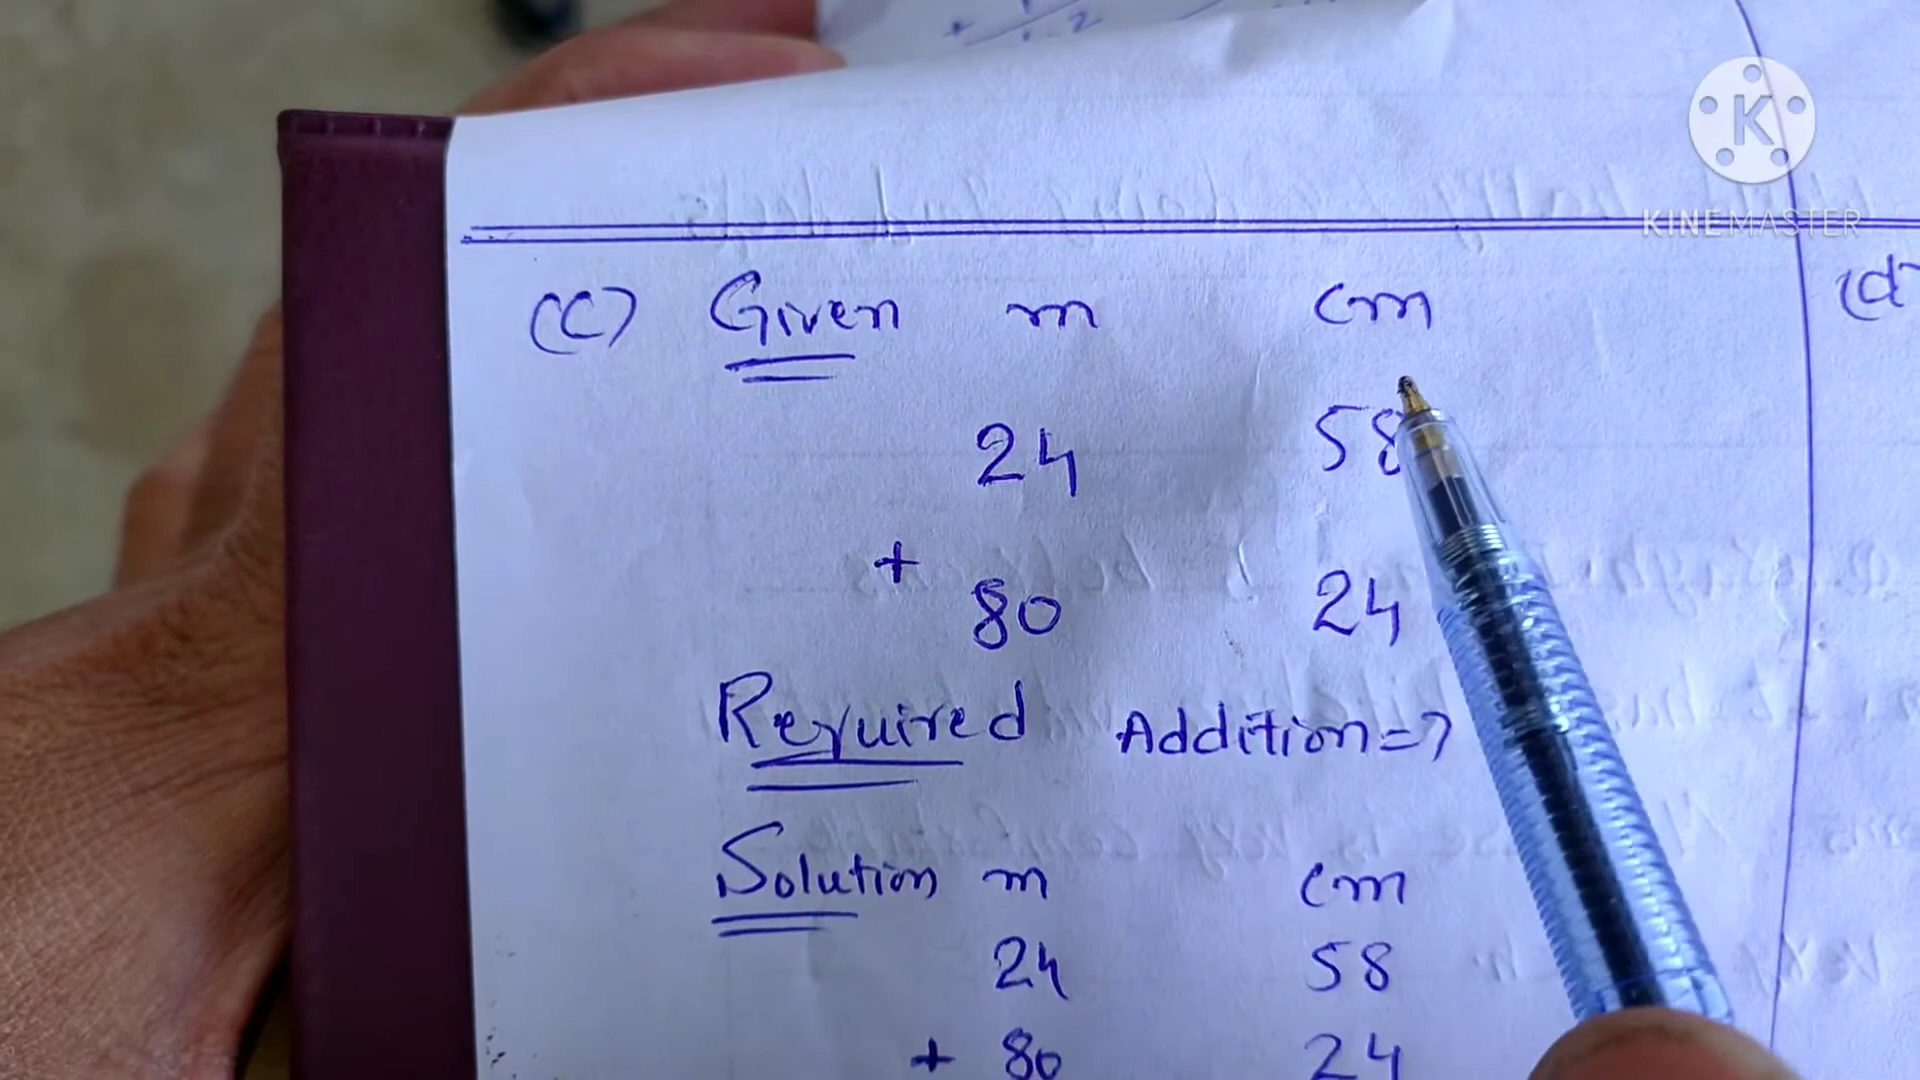 K
KINEMASTER
(c) Given m cm (d)
24 58
+ 80 24
Required Addition=?
Solution m cm
24 58
+ 80 24